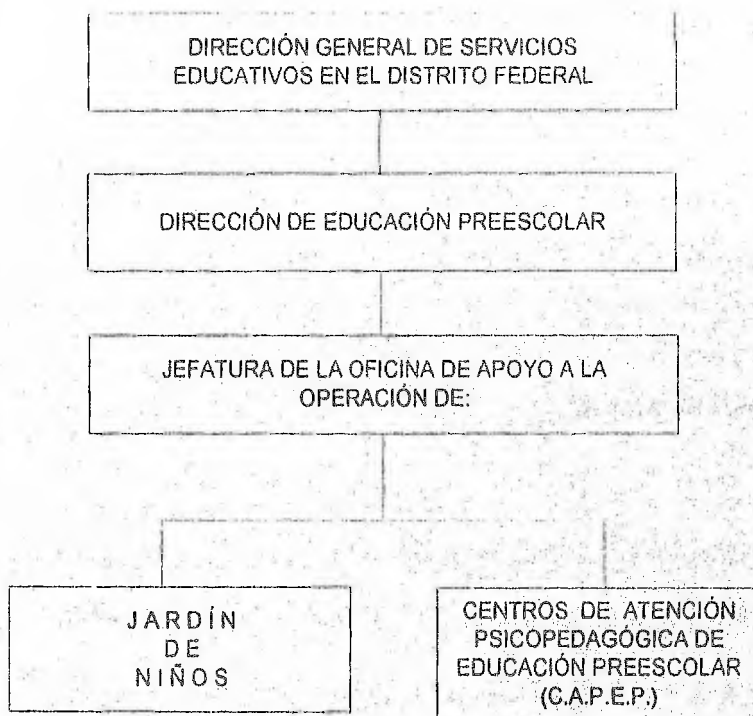 DIRECCIÓN GENERAL DE SERVICIOS
EDUCATIVOS EN EL DISTRITO FEDERAL
DIRECCIÓN DE EDUCACIÓN PREESCOLAR
JEFATURA DE LA OFICINA DE APOYO A LA
OPERACIÓN DE:
JARDÍN
DE
NIÑOS
CENTROS DE ATENCIÓN
PSICOPEDAGÓGICA DE
EDUCACIÓN PREESCOLAR
(C.A.P.E.P.)